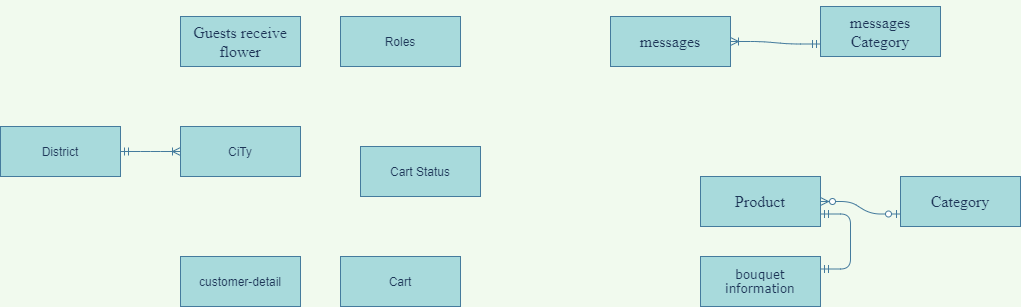 Guests receive
flower
Roles
messages
messages
Category
District
CiTy
Cart Status
Product
Category
customer-detail
Cart
bouquet
information